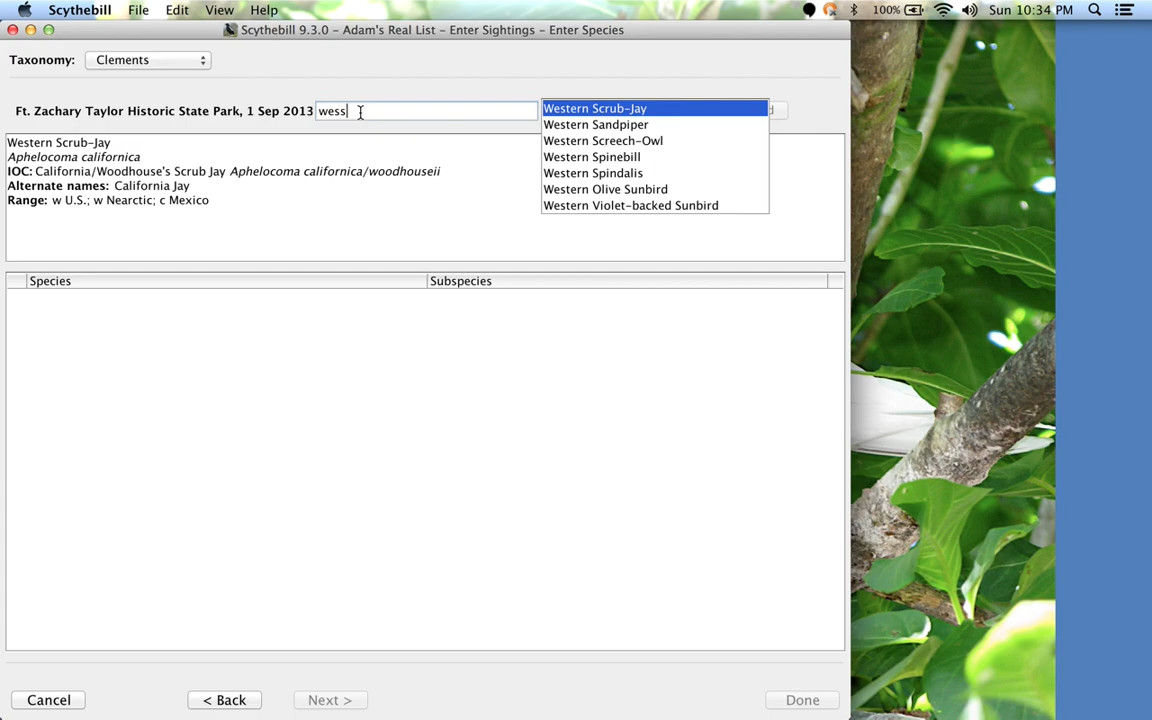 Scythebill File Edit View Help 100% Sun 10:34 PM
Scythebill 9.3.0 – Adam's Real List – Enter Sightings – Enter Species
Taxonomy: Clements
Ft. Zachary Taylor Historic State Park, 1 Sep 2013 wess
Western Scrub-Jay
Western Sandpiper
Western Screech-Owl
Western Spinebill
Western Spindalis
Western Olive Sunbird
Western Violet-backed Sunbird
Western Scrub-Jay
Aphelocoma californica
IOC: California/Woodhouse's Scrub Jay Aphelocoma californica/woodhouseii
Alternate names: California Jay
Range: w U.S.; w Nearctic; c Mexico
Species Subspecies
Cancel < Back Next > Done